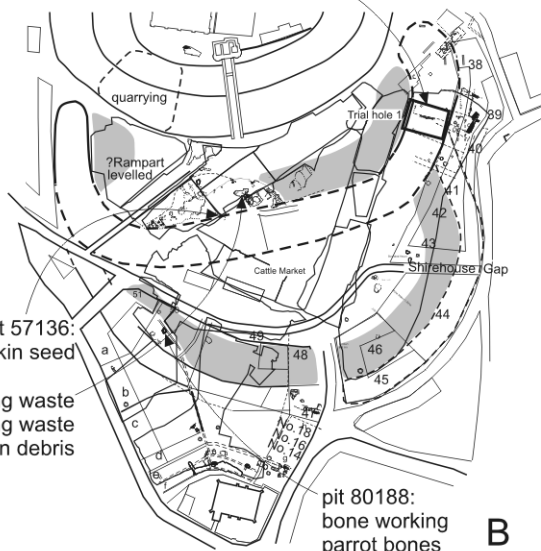 quarrying
38
Trial hole 1
39
?Rampart
levelled
40
41
42
43
Cattle Market
Shirehouse Gap
44
51
t 57136:
kin seed
49
48
46
45
a
b
g waste
g waste
n debris
c
d
e
f
47
No.18
No.16
No.14
g
pit 80188:
bone working
parrot bones
B